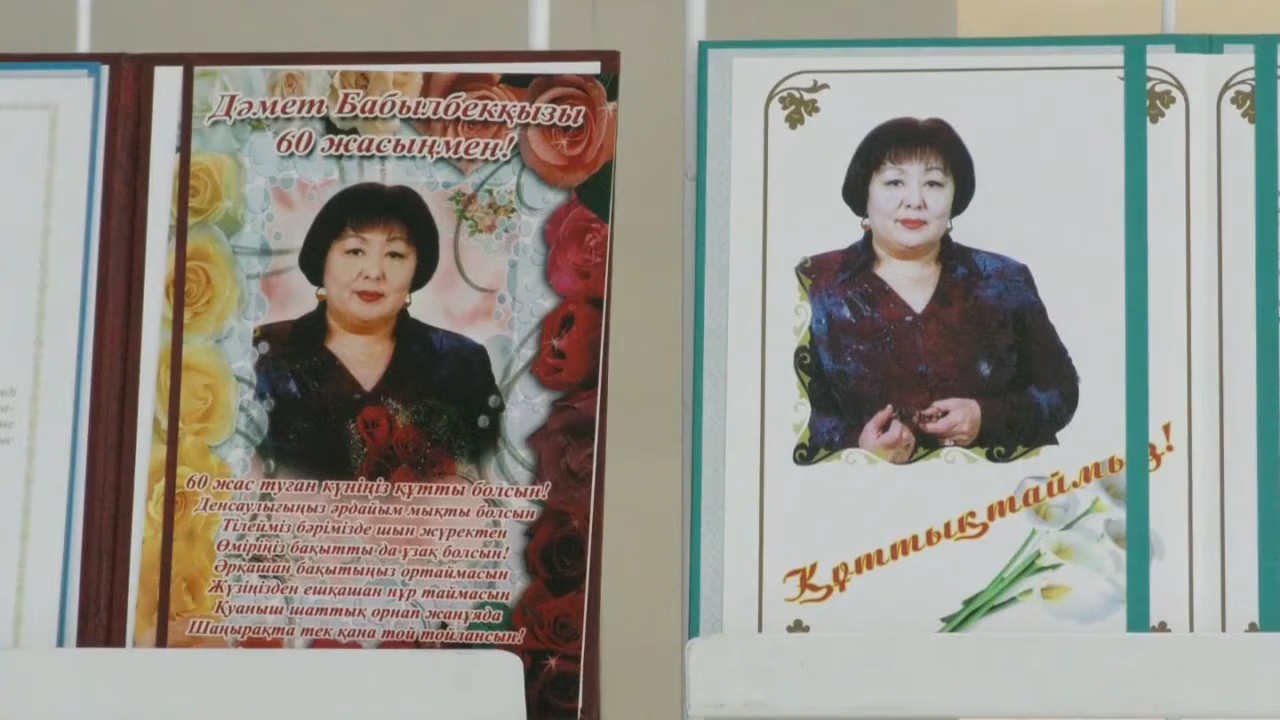 Дәмет Бабылбекқызы
60 жасыңмен!
60 жас туған күніңіз құтты болсын!
Денсаулығыңыз әрдайым мықты болсын
Тілейміз бәрімізде шын жүректен
Өміріңіз бақытты да ұзақ болсын!
Әрқашан бақытыңыз ортаймасын
Жүзіңізден ешқашан нұр таймасын
Қуаныш шаттық орнап жанұяда
Шаңырақта тек қана той тойлансын!
Құттықтаймыз!